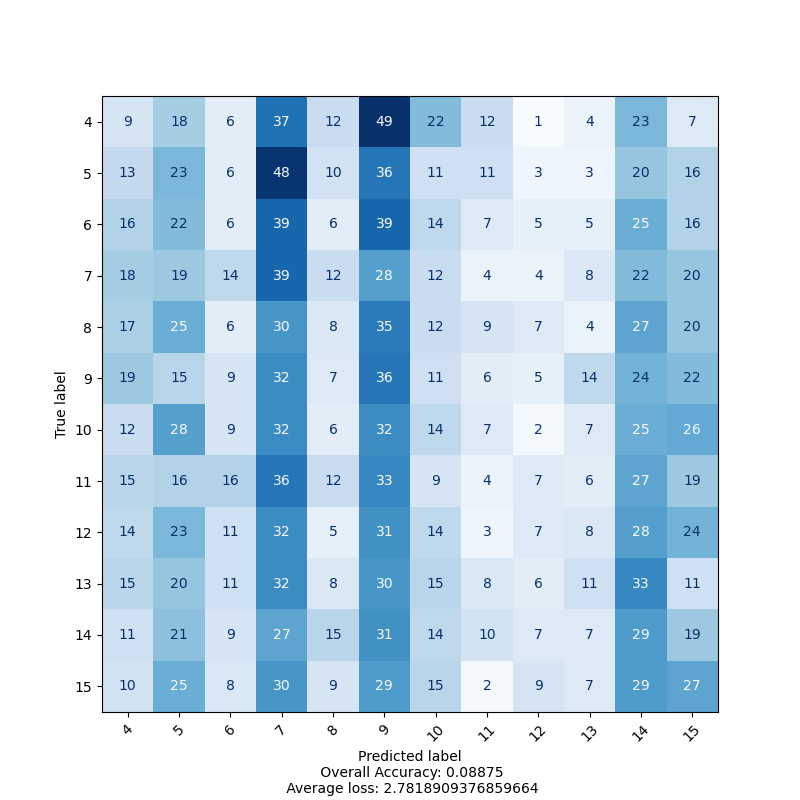 4 9 18 6 37 12 49 22 12 1 4 23 7
5 13 23 6 48 10 36 11 11 3 3 20 16
6 16 22 6 39 6 39 14 7 5 5 25 16
7 18 19 14 39 12 28 12 4 4 8 22 20
8 17 25 6 30 8 35 12 9 7 4 27 20
9 19 15 9 32 7 36 11 6 5 14 24 22
True label
10 12 28 9 32 6 32 14 7 2 7 25 26
11 15 16 16 36 12 33 9 4 7 6 27 19
12 14 23 11 32 5 31 14 3 7 8 28 24
13 15 20 11 32 8 30 15 8 6 11 33 11
14 11 21 9 27 15 31 14 10 7 7 29 19
15 10 25 8 30 9 29 15 2 9 7 29 27
4 5 6 7 8 9 10 11 12 13 14 15
Predicted label
Overall Accuracy: 0.08875
Average loss: 2.7818909376859664